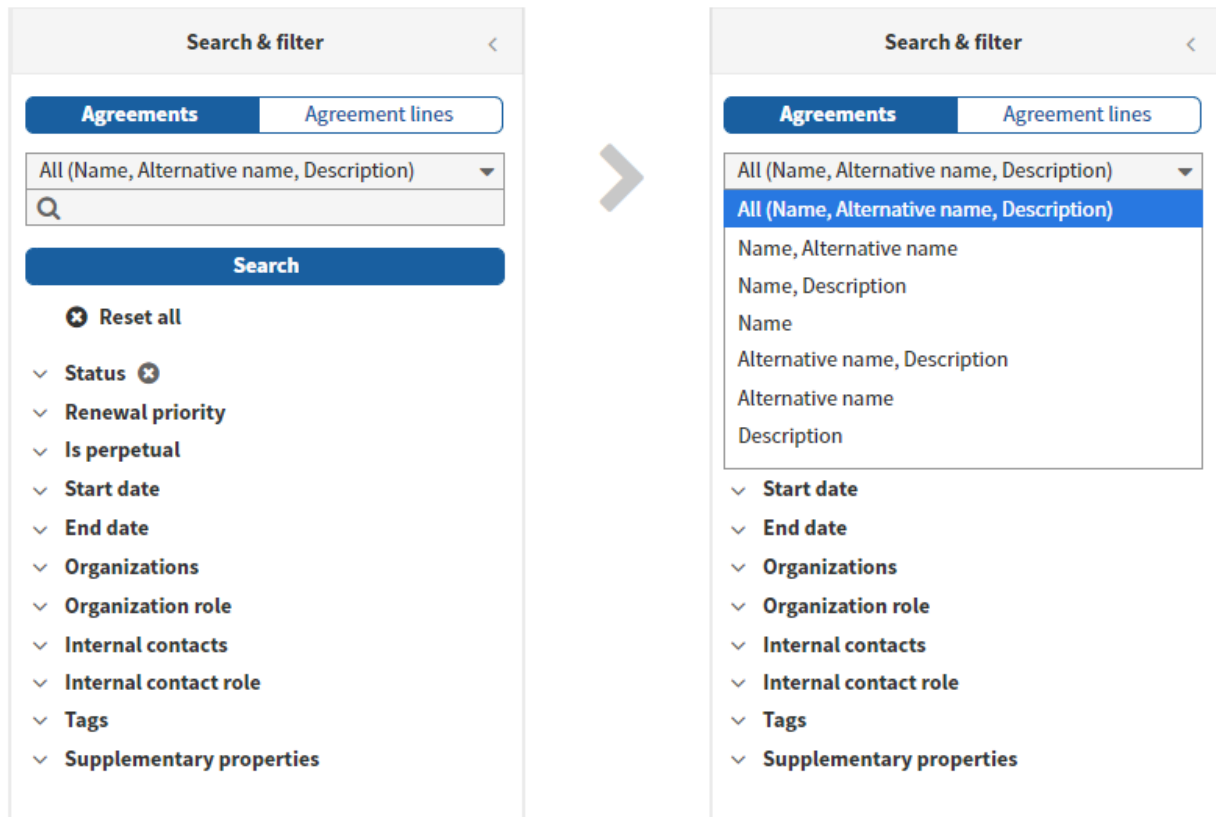 Search & filter
Agreements
Agreement lines
All (Name, Alternative name, Description)
Search
Reset all
Status
Renewal priority
Is perpetual
Start date
End date
Organizations
Organization role
Internal contacts
Internal contact role
Tags
Supplementary properties
Search & filter
Agreements
Agreement lines
All (Name, Alternative name, Description)
All (Name, Alternative name, Description)
Name, Alternative name
Name, Description
Name
Alternative name, Description
Alternative name
Description
Start date
End date
Organizations
Organization role
Internal contacts
Internal contact role
Tags
Supplementary properties